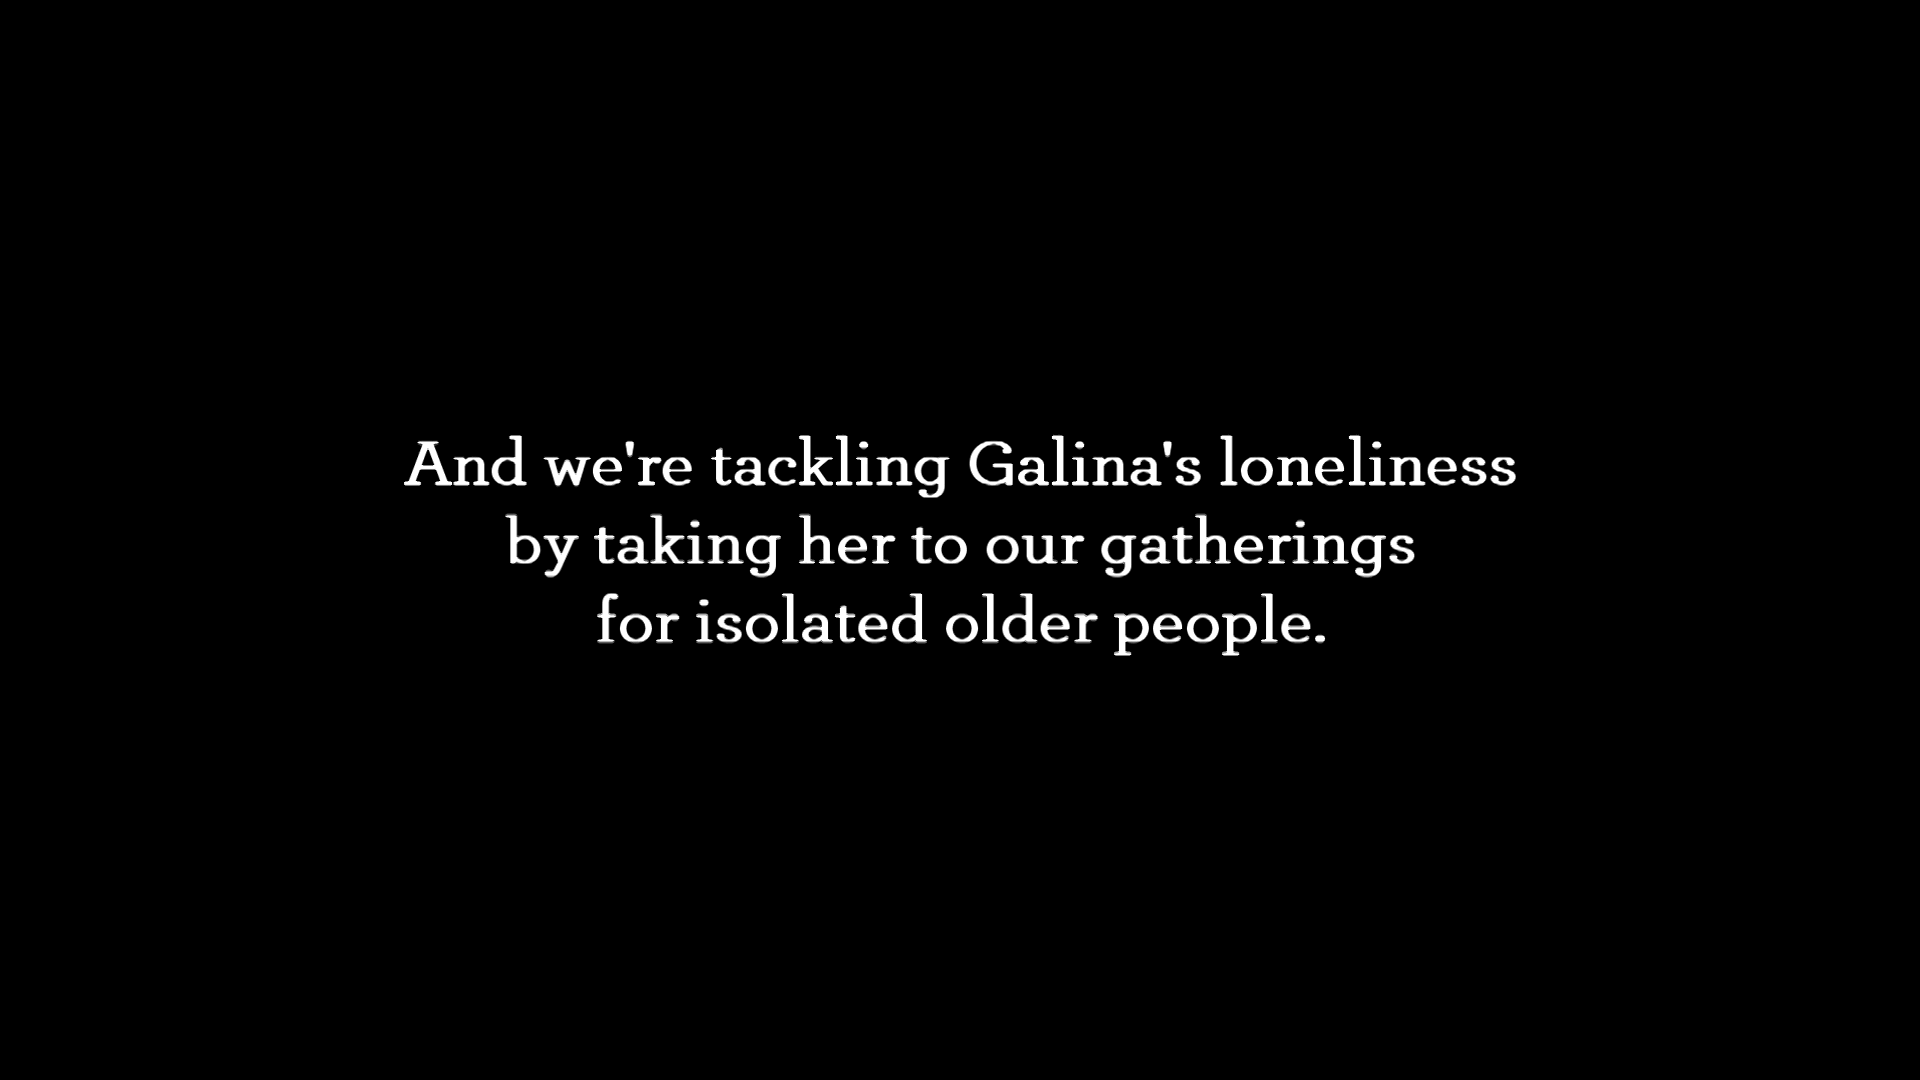 And we're tackling Galina's loneliness
by taking her to our gatherings
for isolated older people.